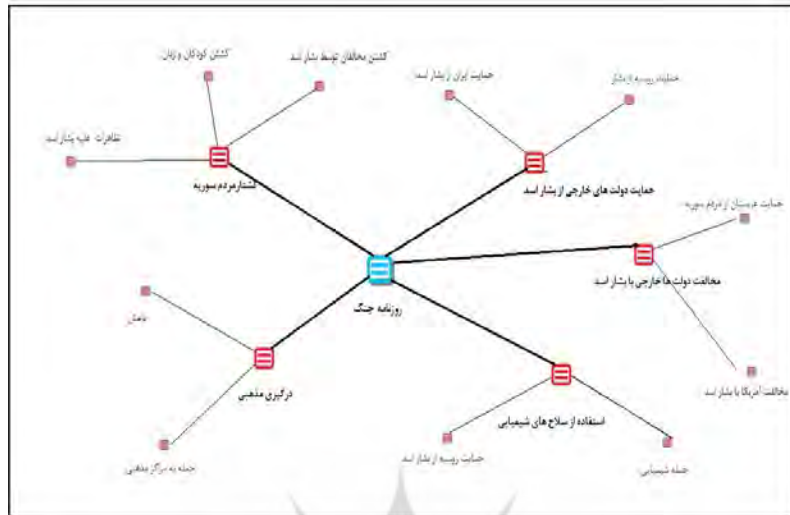 کشتن کودکان و زنان
کشتن مخالفان توسط بشار اسد
حمایت ایران از بشار اسد
حمایت روسیه از بشار
تظاهرات علیه بشار اسد
کشتار مردم سوریه
حمایت دولت های خارجی از بشار اسد
حمایت عربستان از مردم سوریه
مخالفت دولت ها خارجی با بشار اسد
روزنامه جنگ
داعش
درگیری مذهبی
مخالفت آمریکا با بشار اسد
استفاده از سلاح های شیمیایی
حمله به مراکز مذهبی
حمایت روسیه از بشار اسد
حمله شیمیایی